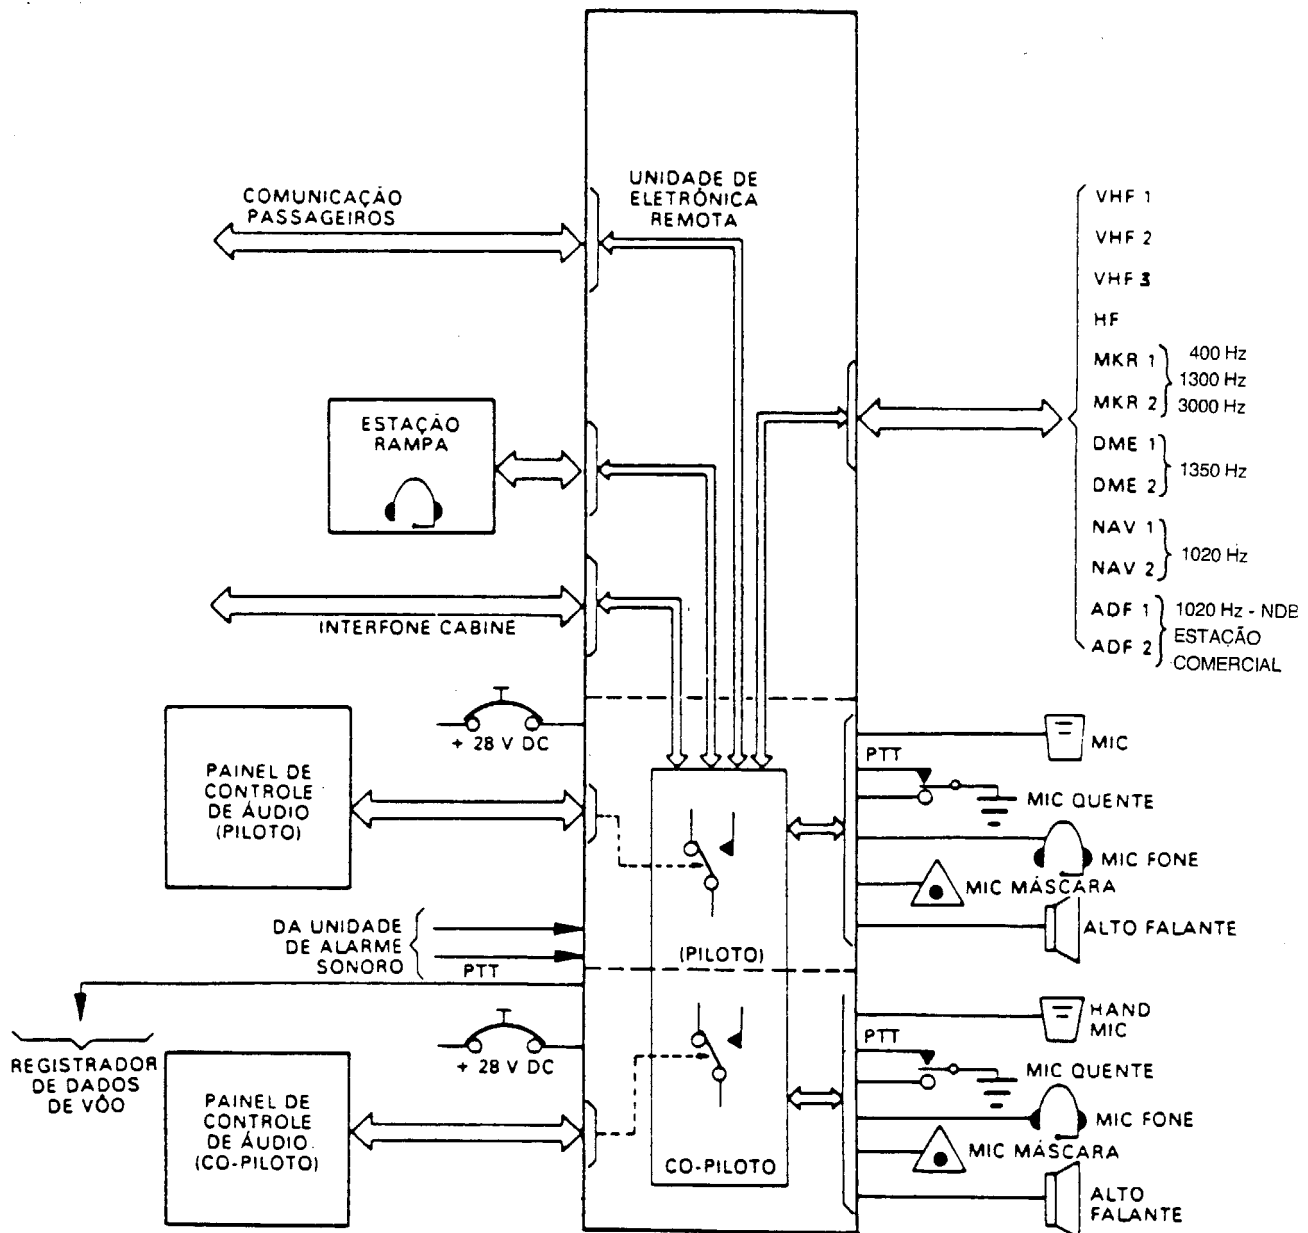 COMUNICAÇÃO
PASSAGEIROS
UNIDADE DE
ELETRÔNICA
REMOTA
VHF 1
VHF 2
VHF 3
HF
MKR 1
MKR 2
400 Hz
1300 Hz
3000 Hz
DME 1
DME 2
1350 Hz
NAV 1
NAV 2
1020 Hz
ADF 1
ADF 2
1020 Hz - NDB
ESTAÇÃO
COMERCIAL
ESTAÇÃO
RAMPA
INTERFONE CABINE
+ 28 V DC
PAINEL DE
CONTROLE
DE ÁUDIO
(PILOTO)
DA UNIDADE
DE ALARME
SONORO
PTT
(PILOTO)
MIC
PTT
MIC QUENTE
MIC FONE
MIC MÁSCARA
ALTO FALANTE
REGISTRADOR
DE DADOS
DE VÔO
+ 28 V DC
PAINEL DE
CONTROLE
DE ÁUDIO.
(CO-PILOTO)
CO-PILOTO
HAND
MIC
PTT
MIC QUENTE
MIC FONE
MIC MÁSCARA
ALTO
FALANTE